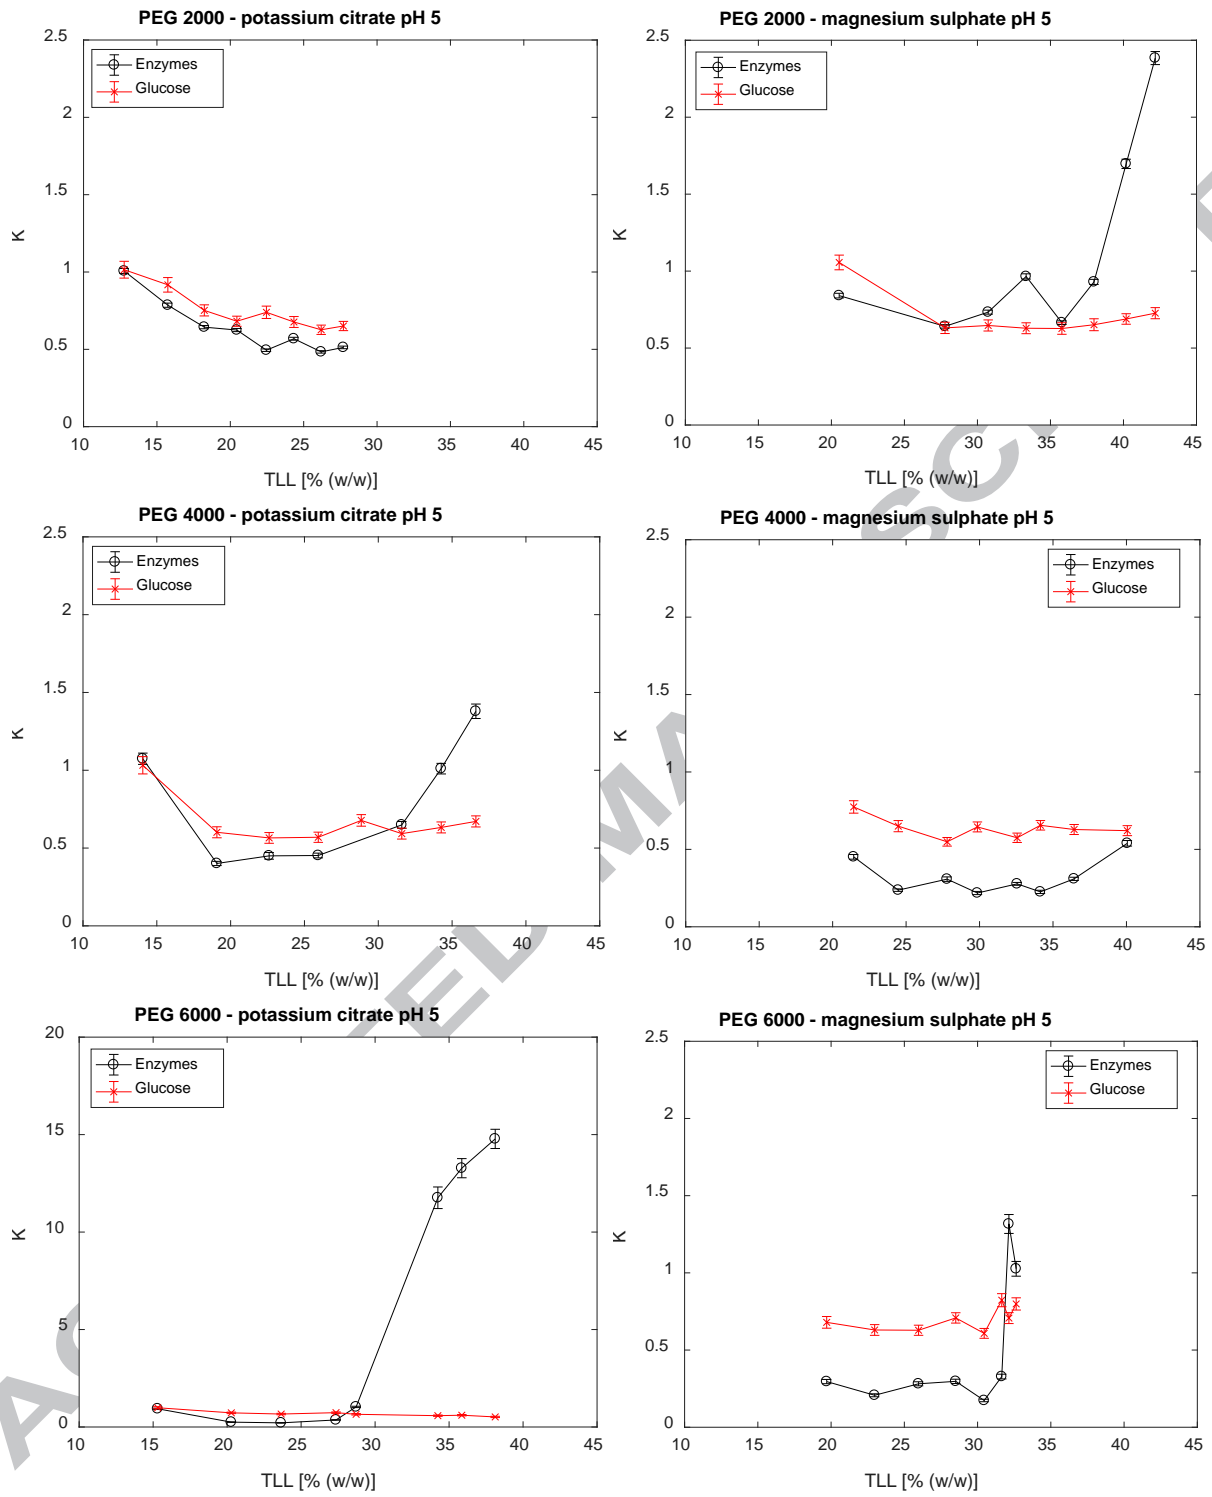 PEG 2000 - potassium citrate pH 5
2.5
2
1.5
1
0.5
0
K
Enzymes
Glucose
10 15 20 25 30 35 40 45
TLL [% (w/w)]
PEG 2000 - magnesium sulphate pH 5
2.5
2
1.5
1
0.5
0
K
Enzymes
Glucose
10 15 20 25 30 35 40 45
TLL [% (w/w)]
PEG 4000 - potassium citrate pH 5
2.5
2
1.5
1
0.5
0
K
Enzymes
Glucose
10 15 20 25 30 35 40 45
TLL [% (w/w)]
PEG 4000 - magnesium sulphate pH 5
2.5
2
1.5
1
0.5
0
K
Enzymes
Glucose
10 15 20 25 30 35 40 45
TLL [% (w/w)]
PEG 6000 - potassium citrate pH 5
20
15
10
5
0
K
Enzymes
Glucose
10 15 20 25 30 35 40 45
TLL [% (w/w)]
PEG 6000 - magnesium sulphate pH 5
2.5
2
1.5
1
0.5
0
K
Enzymes
Glucose
10 15 20 25 30 35 40 45
TLL [% (w/w)]